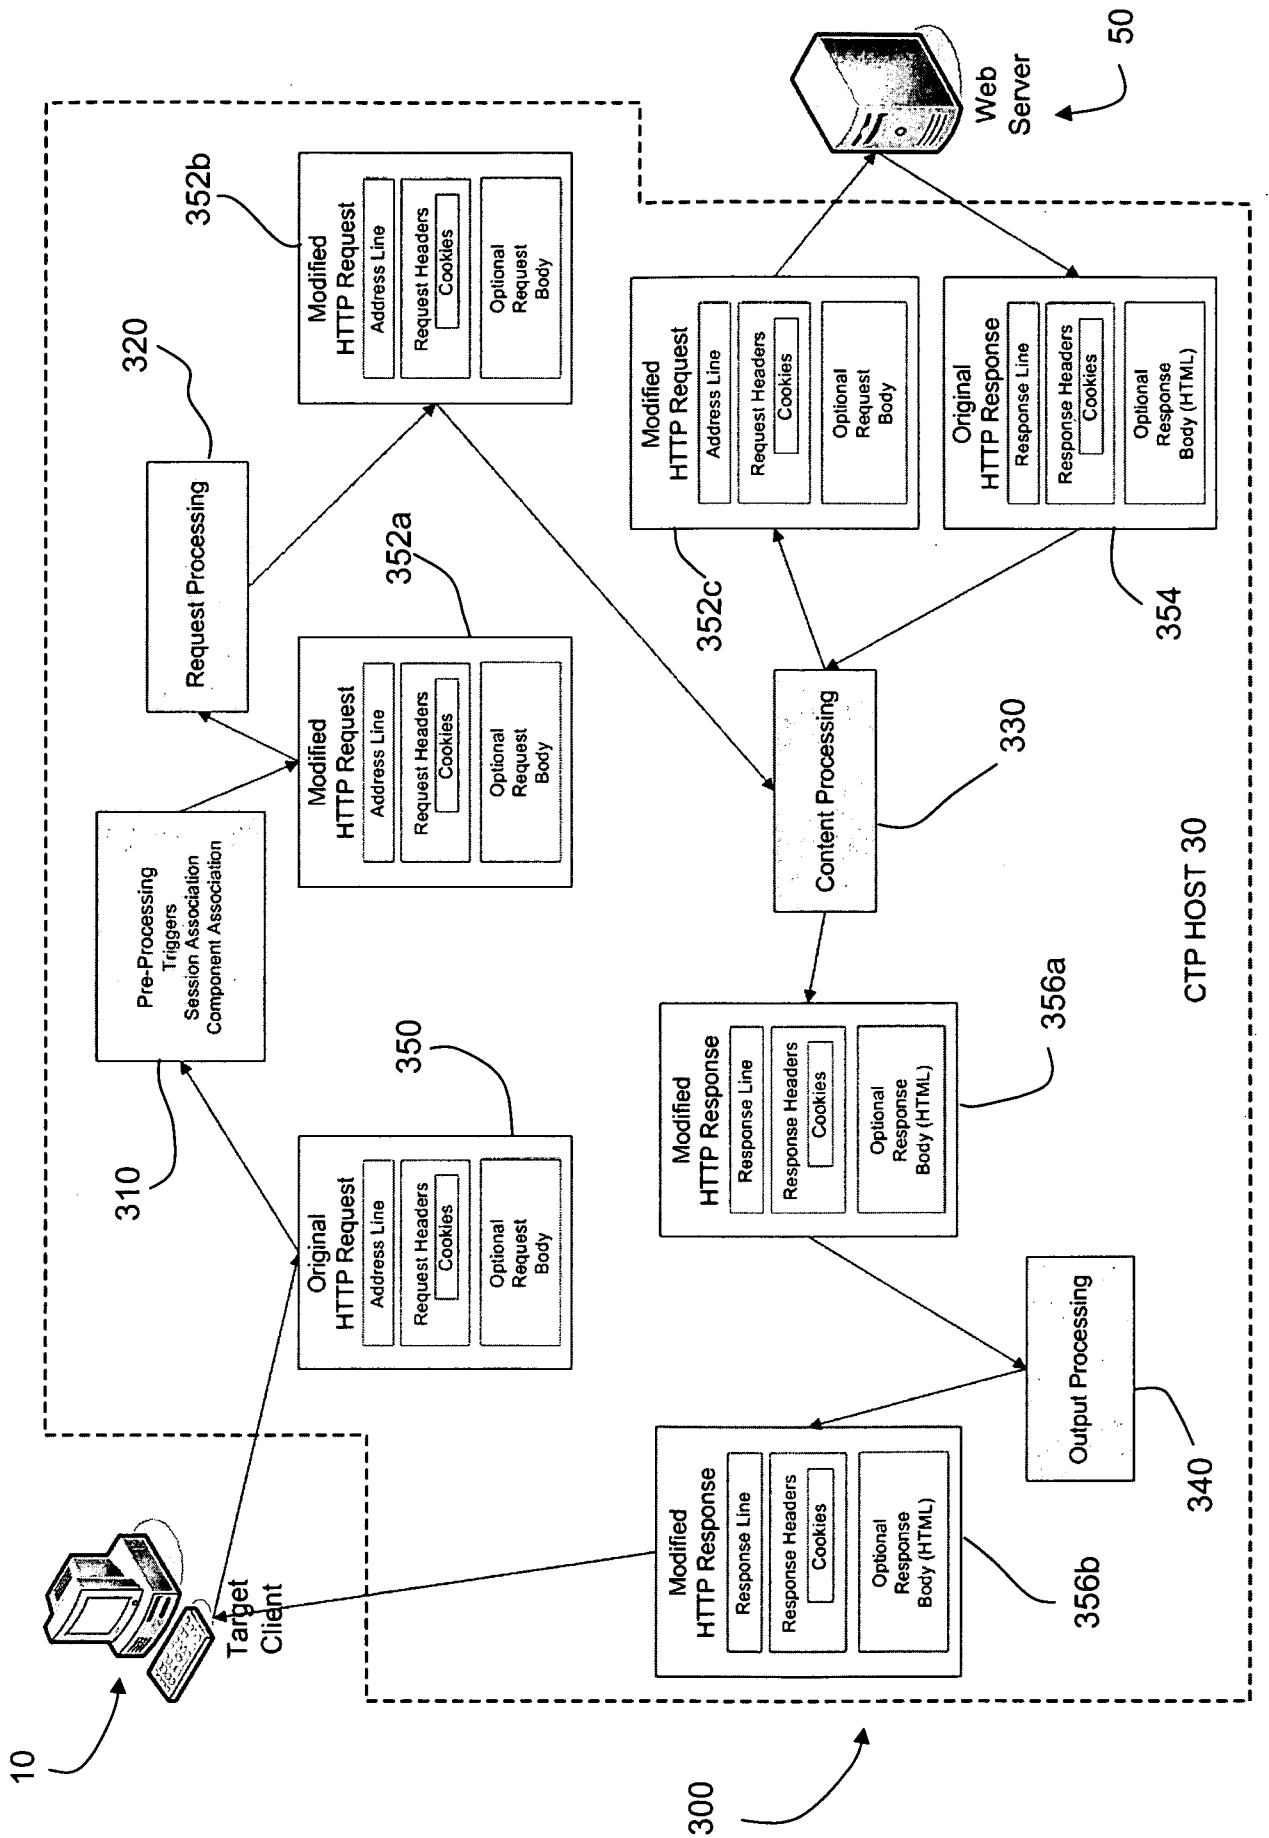 10
Target
Client
300
Original
HTTP Request
Address Line
Request Headers
Cookies
Optional
Request
Body
350
Pre-Processing
Triggers
Session Association
Component Association
310
Modified
HTTP Request
Address Line
Request Headers
Cookies
Optional
Request
Body
352a
Request Processing
320
Modified
HTTP Request
Address Line
Request Headers
Cookies
Optional
Request
Body
352b
Content Processing
330
Modified
HTTP Request
Address Line
Request Headers
Cookies
Optional
Request
Body
352c
Web
Server
50
Original
HTTP Response
Response Line
Response Headers
Cookies
Optional
Response
Body (HTML)
354
Modified
HTTP Response
Response Line
Response Headers
Cookies
Optional
Response
Body (HTML)
356a
Output Processing
340
Modified
HTTP Response
Response Line
Response Headers
Cookies
Optional
Response
Body (HTML)
356b
CTP HOST 30